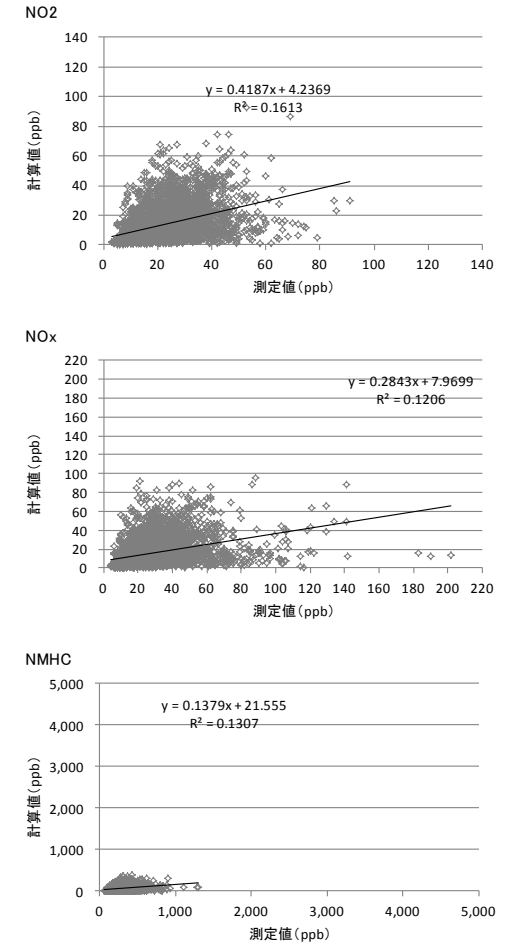 NO2
140
120
100
80
60
40
20
0
計算値(ppb)
y = 0.4187x + 4.2369
R² = 0.1613
0 20 40 60 80 100 120 140
測定値(ppb)
NOx
220
200
180
160
140
120
100
80
60
40
20
0
計算値(ppb)
y = 0.2843x + 7.9699
R² = 0.1206
0 20 40 60 80 100 120 140 160 180 200 220
測定値(ppb)
NMHC
5,000
4,000
3,000
2,000
1,000
0
計算値(ppb)
y = 0.1379x + 21.555
R² = 0.1307
0 1,000 2,000 3,000 4,000 5,000
測定値(ppb)